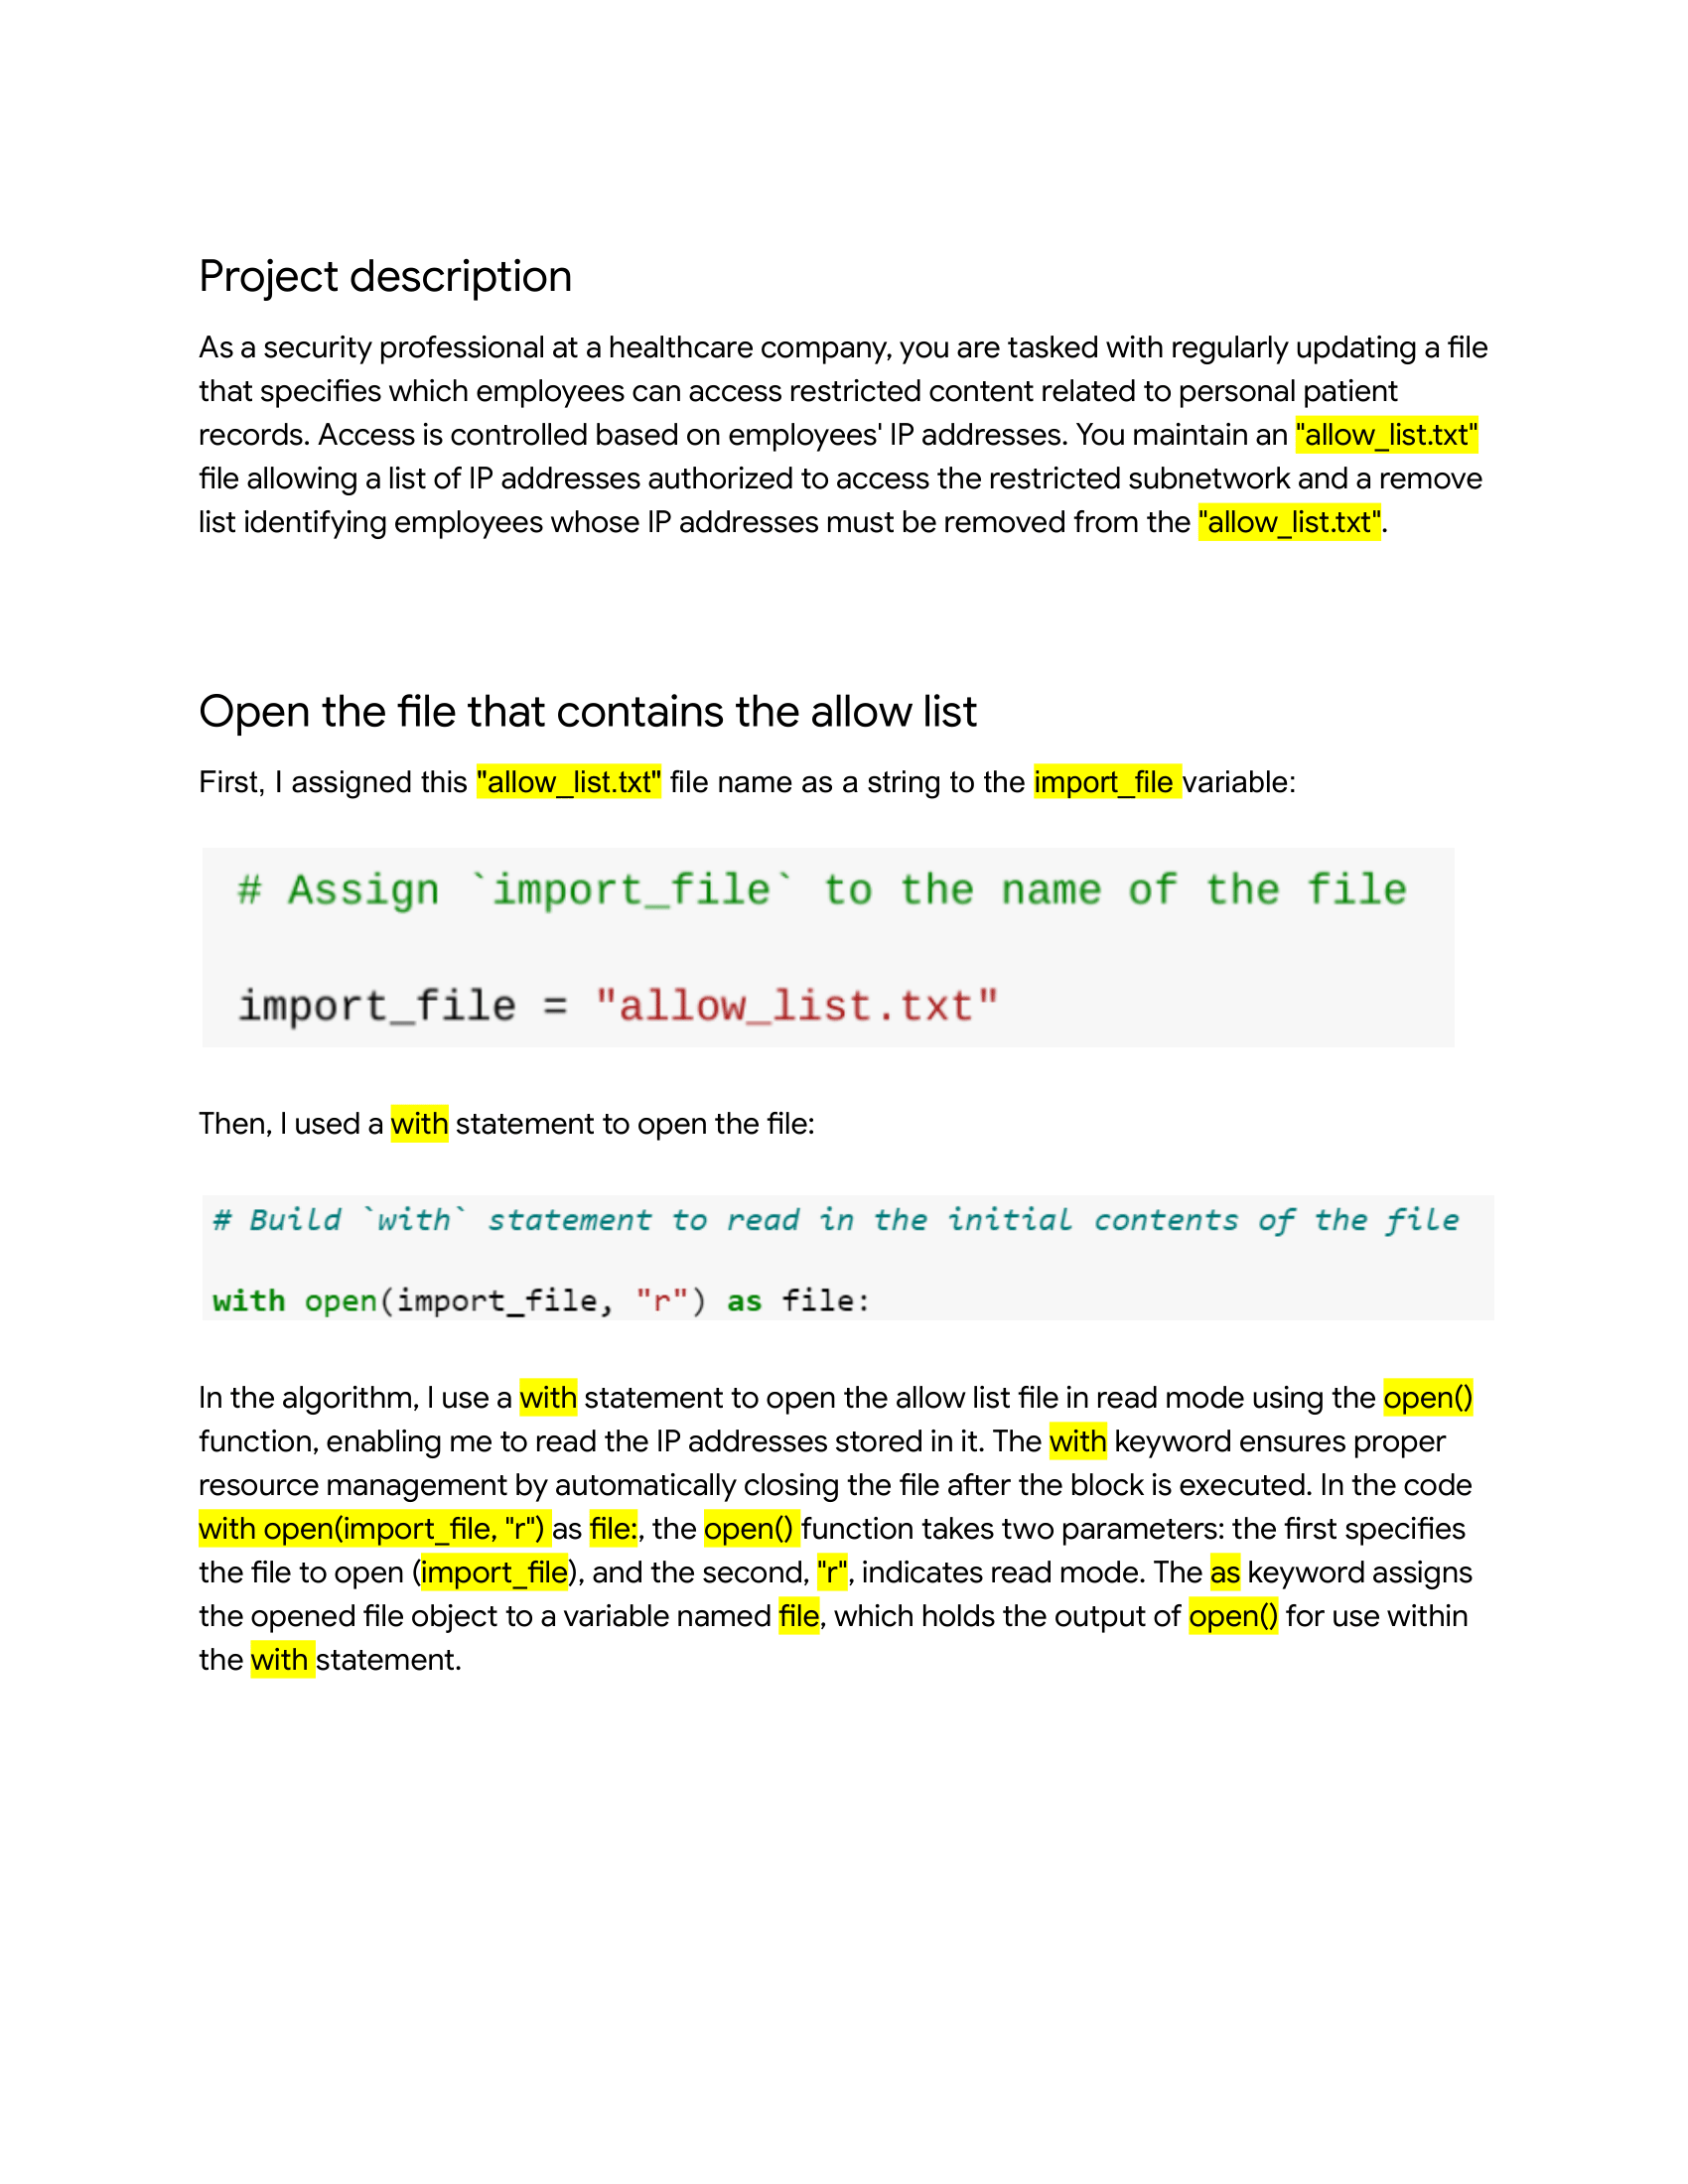 Project description
As a security professional at a healthcare company, you are tasked with regularly updating a file
that specifies which employees can access restricted content related to personal patient
records. Access is controlled based on employees' IP addresses. You maintain an "allow_list.txt"
file allowing a list of IP addresses authorized to access the restricted subnetwork and a remove
list identifying employees whose IP addresses must be removed from the "allow_list.txt".
Open the file that contains the allow list
First, I assigned this "allow_list.txt" file name as a string to the import_file variable:
# Assign `import_file` to the name of the file
import_file = "allow_list.txt"
Then, I used a with statement to open the file:
# Build `with` statement to read in the initial contents of the file
with open(import_file, "r") as file:
In the algorithm, I use a with statement to open the allow list file in read mode using the open()
function, enabling me to read the IP addresses stored in it. The with keyword ensures proper
resource management by automatically closing the file after the block is executed. In the code
with open(import_file, "r") as file:, the open() function takes two parameters: the first specifies
the file to open (import_file), and the second, "r", indicates read mode. The as keyword assigns
the opened file object to a variable named file, which holds the output of open() for use within
the with statement.